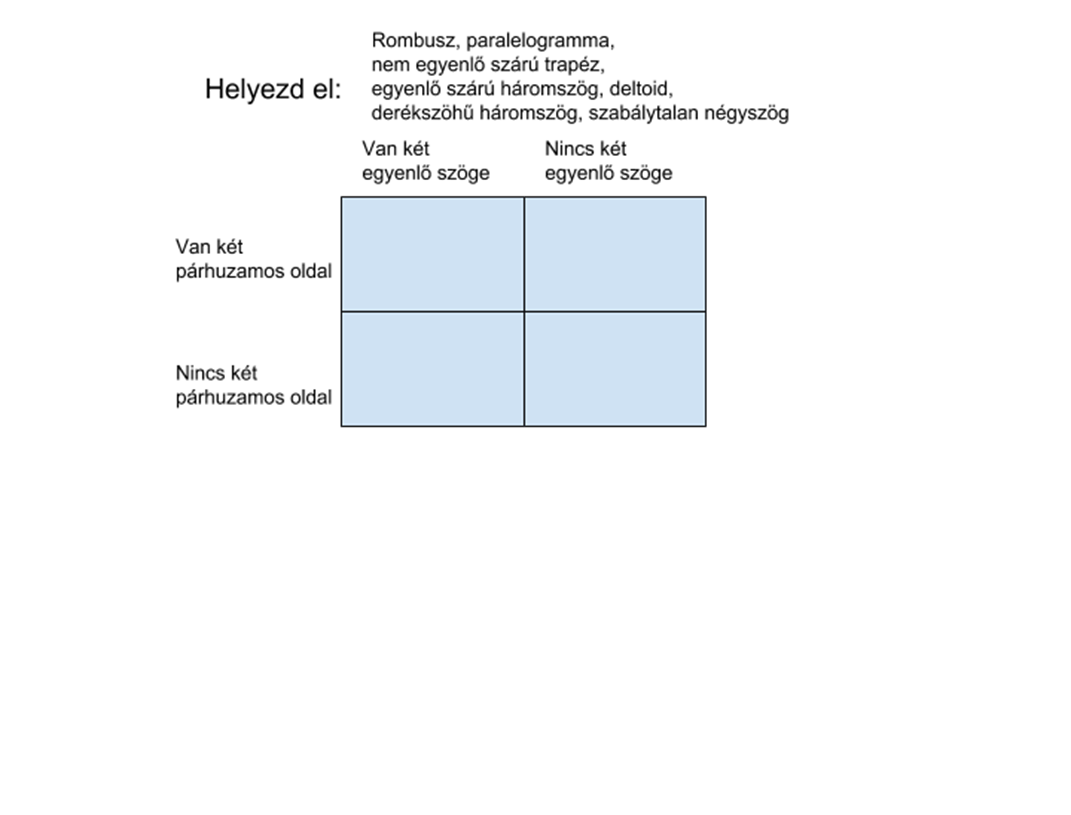 Rombusz, paralelogramma,
nem egyenlő szárú trapéz,
Helyezd el:
egyenlő szárú háromszög, deltoid,
derékszöhű háromszög, szabálytalan négyszög
Van két
egyenlő szöge
Nincs két
egyenlő szöge
Van két
párhuzamos oldal
Nincs két
párhuzamos oldal